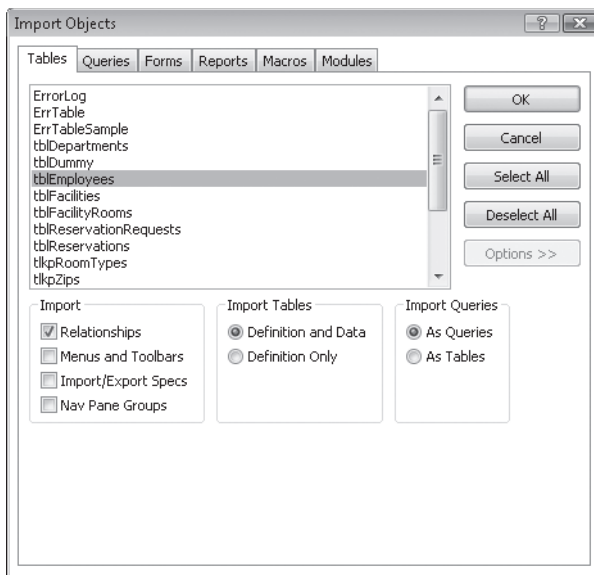 Import Objects
Tables Queries Forms Reports Macros Modules
ErrorLog
ErrTable
ErrTableSample
tblDepartments
tblDummy
tblEmployees
tblFacilities
tblFacilityRooms
tblReservationRequests
tblReservations
tlkpRoomTypes
tlkpZips
OK
Cancel
Select All
Deselect All
Options >>
Import
Relationships
Menus and Toolbars
Import/Export Specs
Nav Pane Groups
Import Tables
Definition and Data
Definition Only
Import Queries
As Queries
As Tables